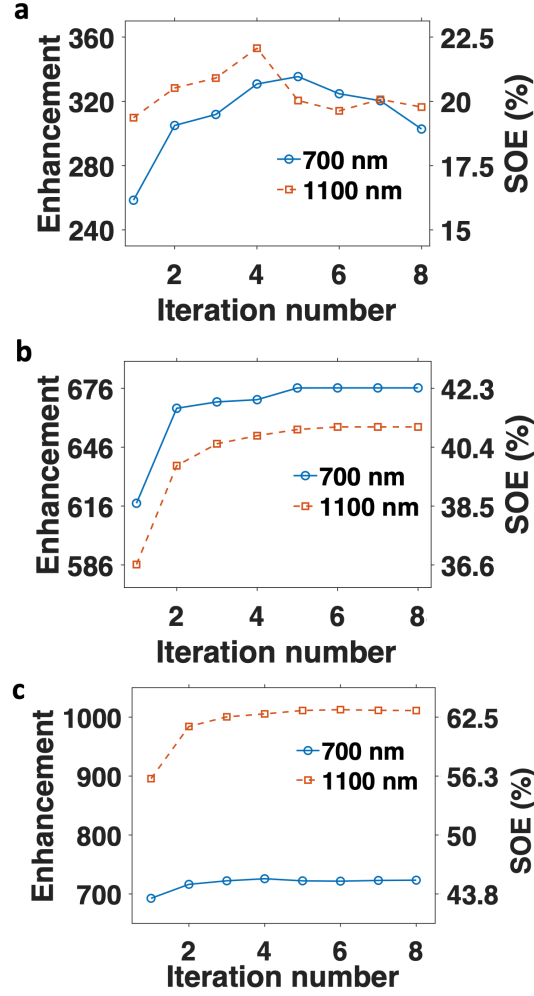 a
Enhancement
360
320
280
240
22.5
20
17.5
15
SOE (%)
700 nm
1100 nm
2 4 6 8
Iteration number
b
Enhancement
676
646
616
586
42.3
40.4
38.5
36.6
SOE (%)
700 nm
1100 nm
2 4 6 8
Iteration number
c
Enhancement
1000
900
800
700
62.5
56.3
50
43.8
SOE (%)
700 nm
1100 nm
2 4 6 8
Iteration number